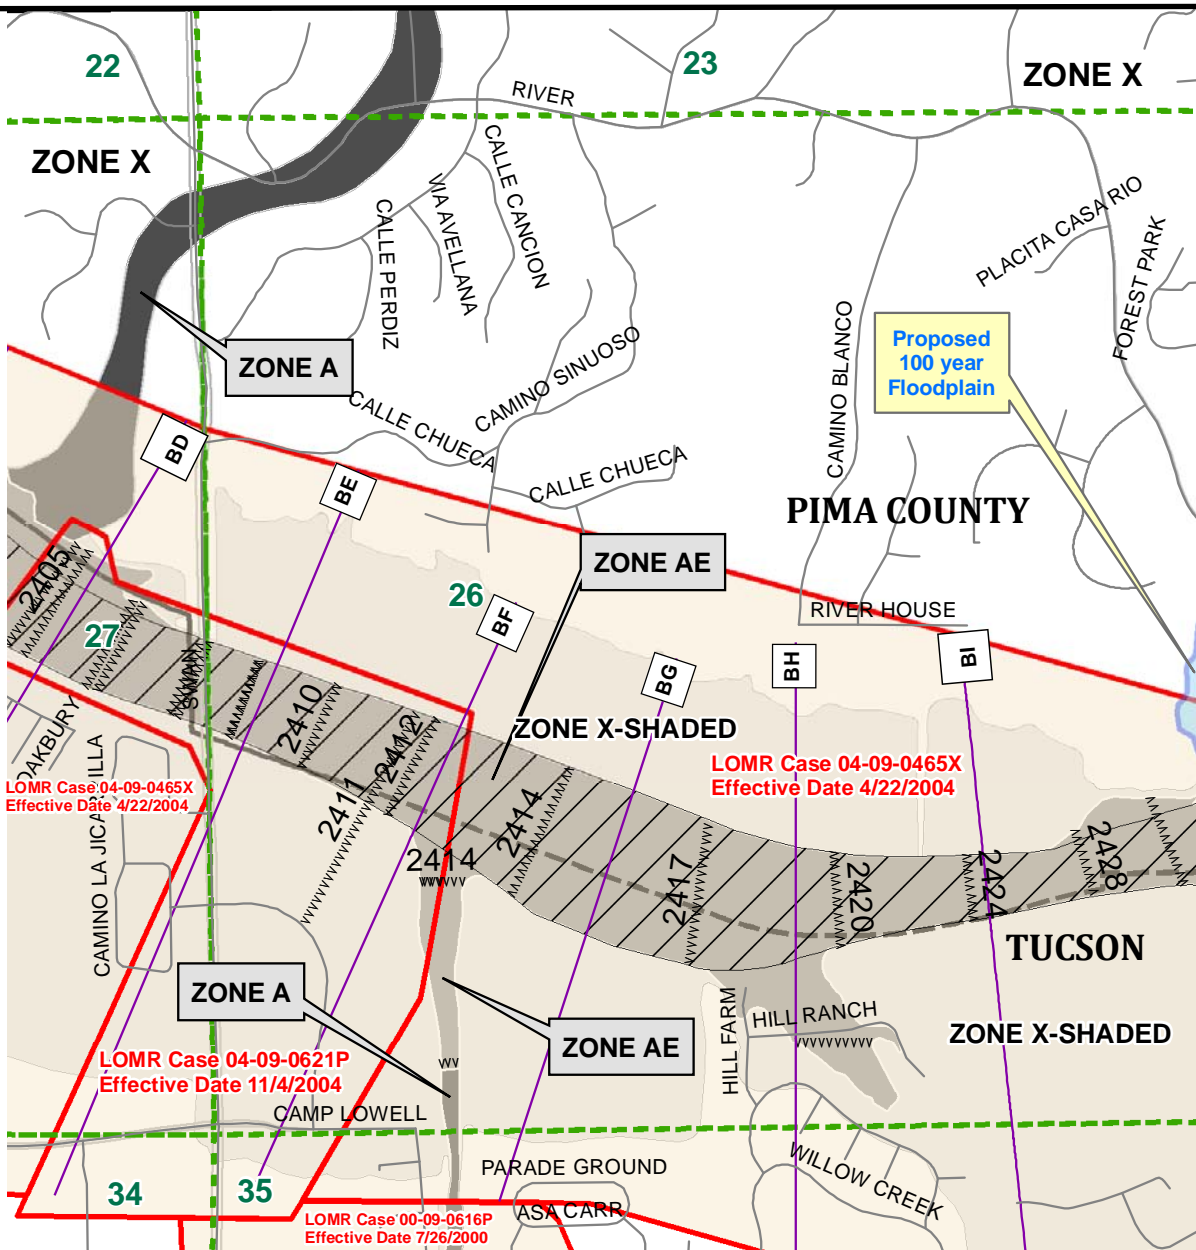 22
23
ZONE X
RIVER
ZONE X
CALLE CANCION
VIA AVELLANA
CALLE PERDIZ
PLACITA CASA RIO
FOREST PARK
CAMINO BLANCO
Proposed
100 year
Floodplain
ZONE A
CAMINO SINUOSO
CALLE CHUECA
CALLE CHUECA
BD
BE
PIMA COUNTY
ZONE AE
2405
26
BF
RIVER HOUSE
27
SWAN
BG
BH
BI
OAKBURY
2410
2412
ZONE X-SHADED
LOMR Case 04-09-0465X
Effective Date 4/22/2004
LOMR Case 04-09-0465X
Effective Date 4/22/2004
CAMINO LA JICARILLA
2411
2414
2414
2417
2420
2424
2428
TUCSON
ZONE A
ZONE AE
HILL FARM
HILL RANCH
ZONE X-SHADED
LOMR Case 04-09-0621P
Effective Date 11/4/2004
CAMP LOWELL
PARADE GROUND
WILLOW CREEK
34
35
ASA CARR
LOMR Case 00-09-0616P
Effective Date 7/26/2000